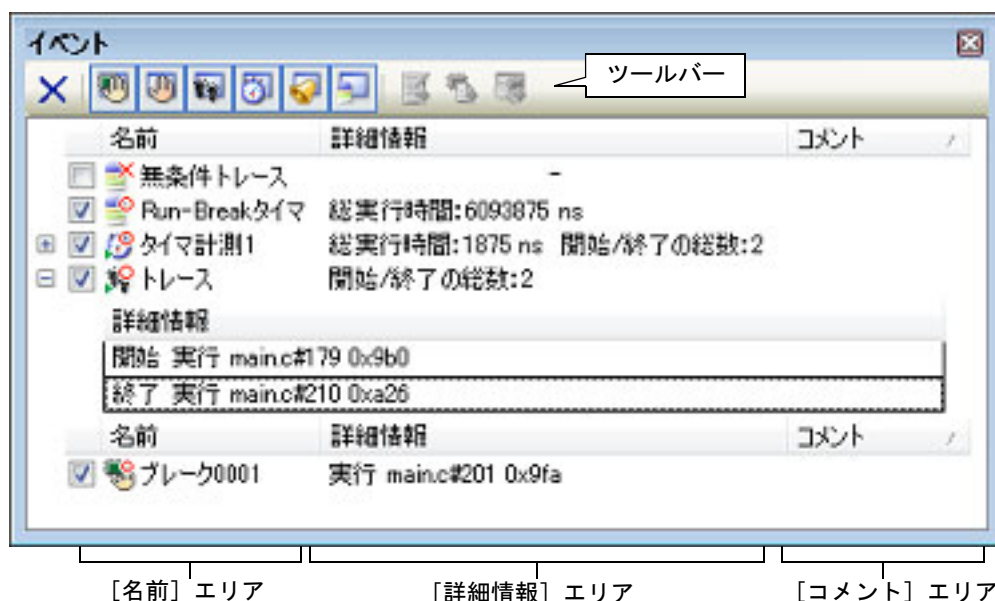 イベント
ツールバー
名前 詳細情報 コメント
無条件トレース -
Run-Breakタイマ 総実行時間:6093875 ns
タイマ計測1 総実行時間:1875 ns 開始/終了の総数:2
トレース 開始/終了の総数:2
詳細情報
開始 実行 main.c#179 0x9b0
終了 実行 main.c#210 0xa26
名前 詳細情報 コメント
ブレーク0001 実行 main.c#201 0x9fa
［名前］エリア ［詳細情報］エリア ［コメント］エリア